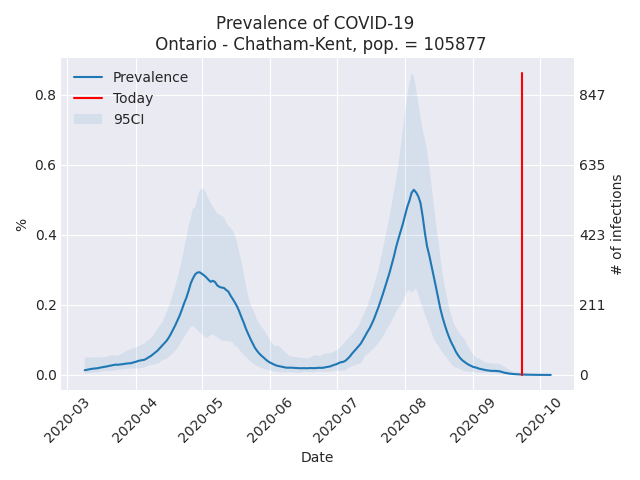 Prevalence of COVID-19
Ontario - Chatham-Kent, pop. = 105877
Prevalence
Today
95CI
0.8
0.6
0.4
0.2
0.0
%
847
635
423
211
0
# of infections
2020-03
2020-04
2020-05
2020-06
2020-07
2020-08
2020-09
2020-10
Date